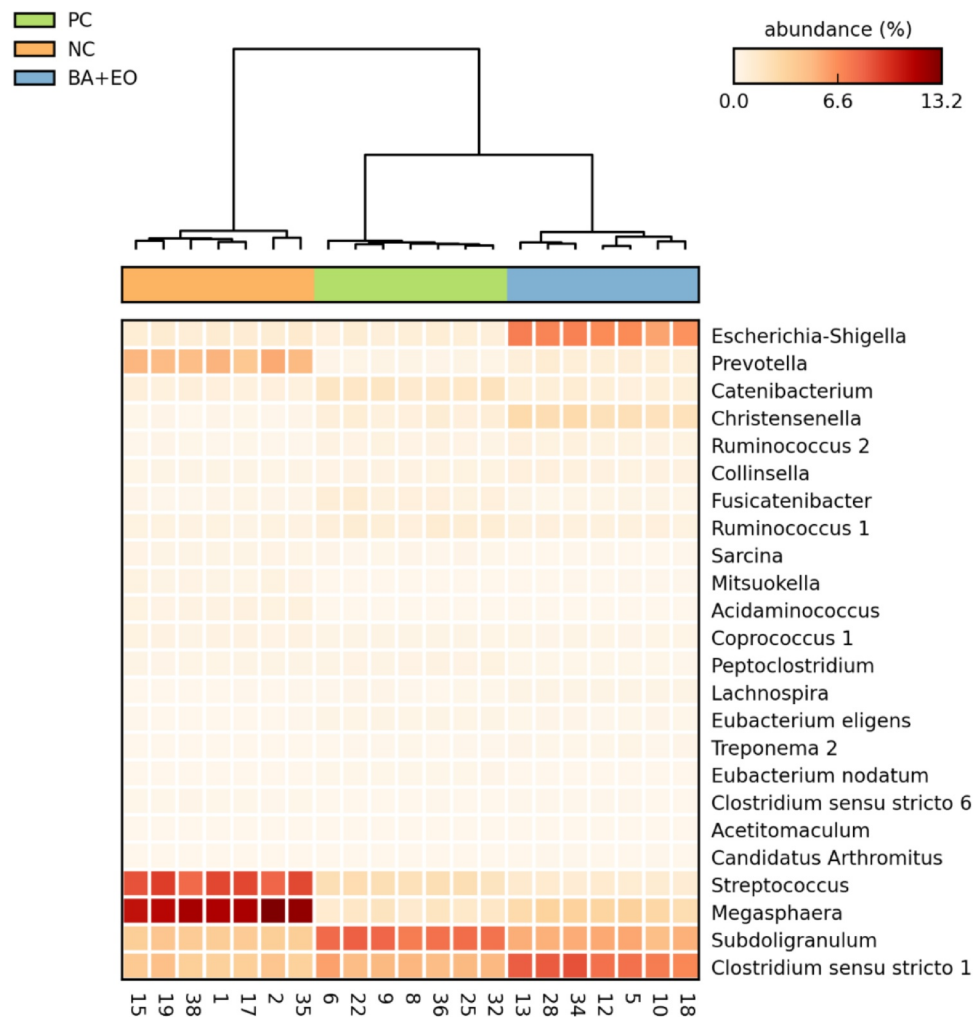 PC
NC
BA+EO
abundance (%)
0.0 6.6 13.2
Escherichia-Shigella
Prevotella
Catenibacterium
Christensenella
Ruminococcus 2
Collinsella
Fusicatenibacter
Ruminococcus 1
Sarcina
Mitsuokella
Acidaminococcus
Coprococcus 1
Peptoclostridium
Lachnospira
Eubacterium eligens
Treponema 2
Eubacterium nodatum
Clostridium sensu stricto 6
Acetitomaculum
Candidatus Arthromitus
Streptococcus
Megasphaera
Subdoligranulum
Clostridium sensu stricto 1
15 19 38 1 17 2 35 6 22 9 8 36 25 32 13 28 34 12 5 10 18